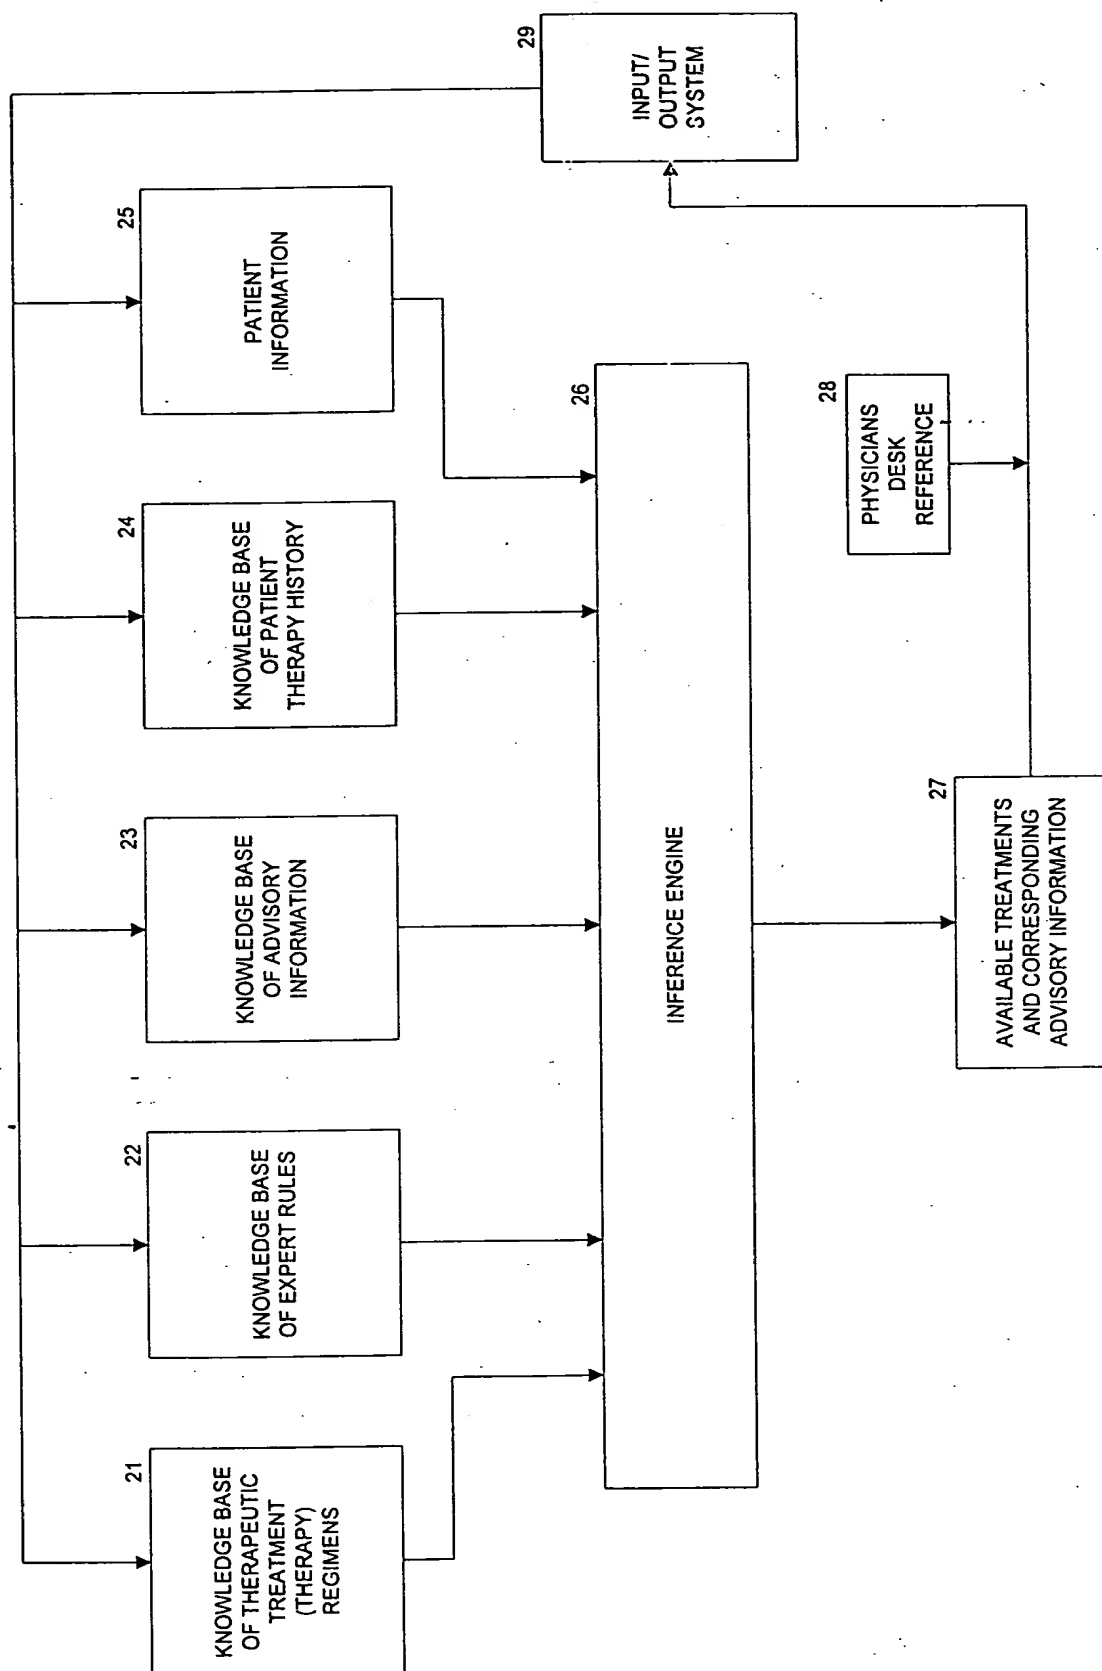 21
KNOWLEDGE BASE
OF THERAPEUTIC
TREATMENT
(THERAPY)
REGIMENS
22
KNOWLEDGE BASE
OF EXPERT RULES
23
KNOWLEDGE BASE
OF ADVISORY
INFORMATION
24
KNOWLEDGE BASE
OF PATIENT
THERAPY HISTORY
25
PATIENT
INFORMATION
29
INPUT/
OUTPUT
SYSTEM
26
INFERENCE ENGINE
28
PHYSICIANS
DESK
REFERENCE
27
AVAILABLE TREATMENTS
AND CORRESPONDING
ADVISORY INFORMATION